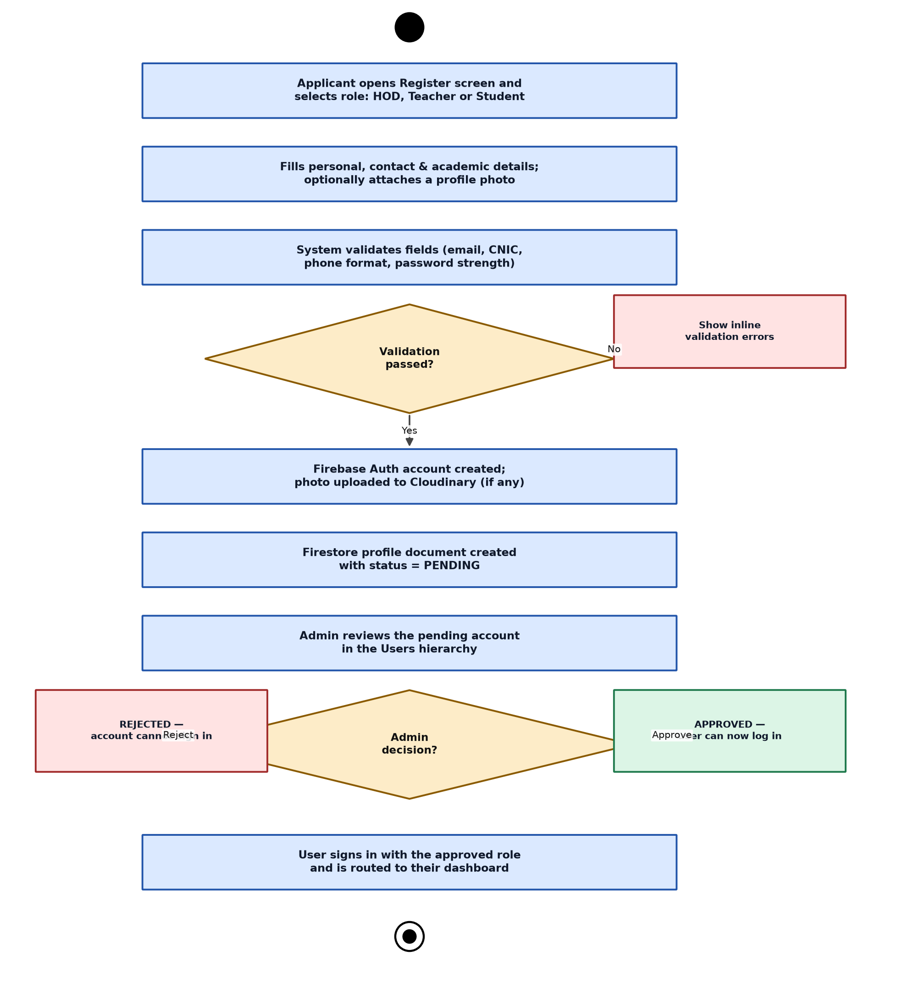 Applicant opens Register screen and
selects role: HOD, Teacher or Student
Fills personal, contact & academic details;
optionally attaches a profile photo
System validates fields (email, CNIC,
phone format, password strength)
Validation
passed?
No
Show inline
validation errors
Yes
Firebase Auth account created;
photo uploaded to Cloudinary (if any)
Firestore profile document created
with status = PENDING
Admin reviews the pending account
in the Users hierarchy
REJECTED —
account in
Reject
Admin
decision?
APPROVED —
can now log in
Approve
User signs in with the approved role
and is routed to their dashboard